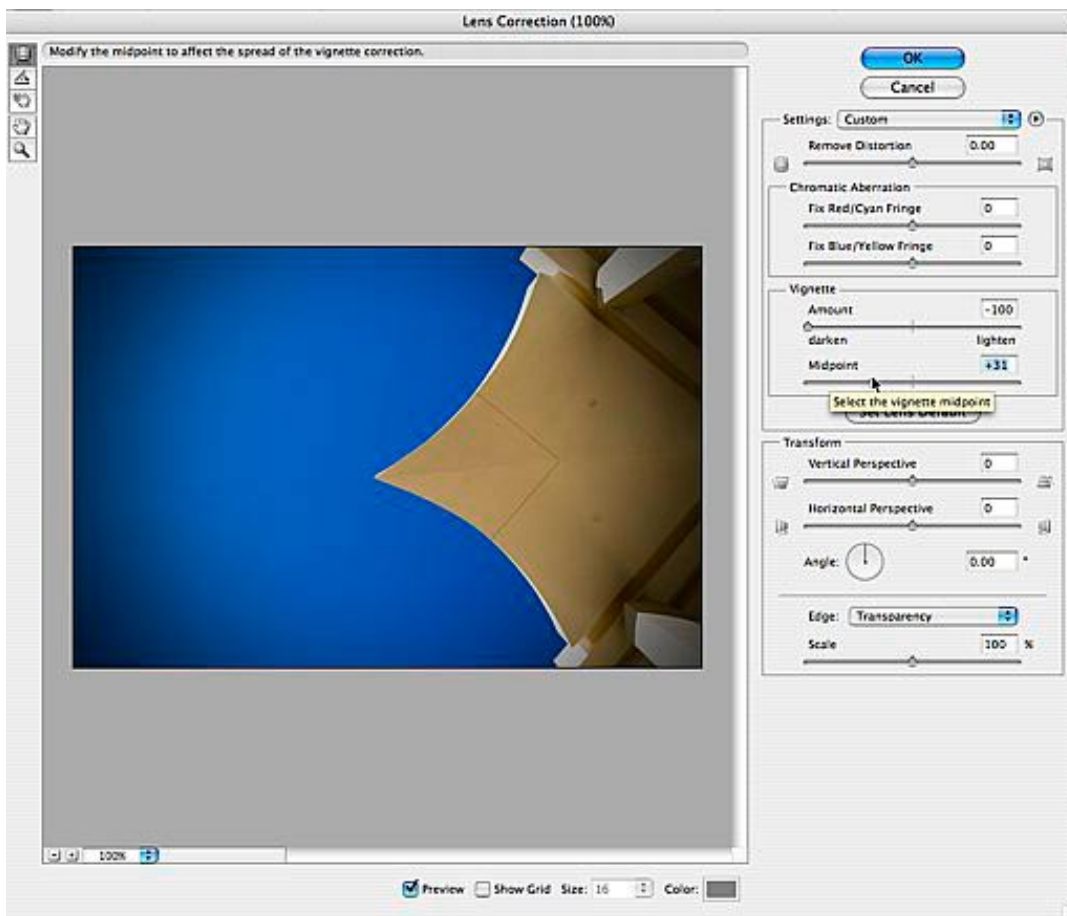 Lens Correction (100%)
Modify the midpoint to affect the spread of the vignette correction.
OK
Cancel
Settings: Custom
Remove Distortion 0.00
Chromatic Aberration
Fix Red/Cyan Fringe 0
Fix Blue/Yellow Fringe 0
Vignette
Amount -100
darken lighten
Midpoint +31
Select the vignette midpoint
Set Lens Default
Transform
Vertical Perspective 0
Horizontal Perspective 0
Angle: 0.00 °
Edge: Transparency
Scale 100 %
100%
Preview Show Grid Size: 16 Color: